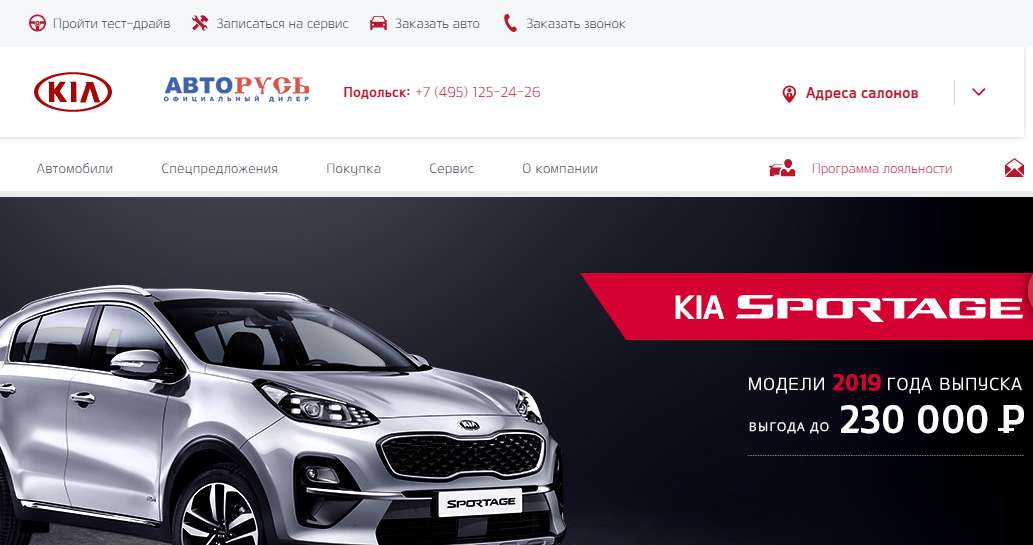 Пройти тест-драйв Записаться на сервис Заказать авто Заказать звонок
KIA АВТОРУСЬ Подольск: +7 (495) 125-24-26 Адреса салонов
ОФИЦИАЛЬНЫЙ ДИЛЕР
Автомобили Спецпредложения Покупка Сервис О компании Программа лояльности
KIA SPORTAGE
МОДЕЛИ 2019 ГОДА ВЫПУСКА
ВЫГОДА ДО 230 000 ₽
KIA
SPORTAGE